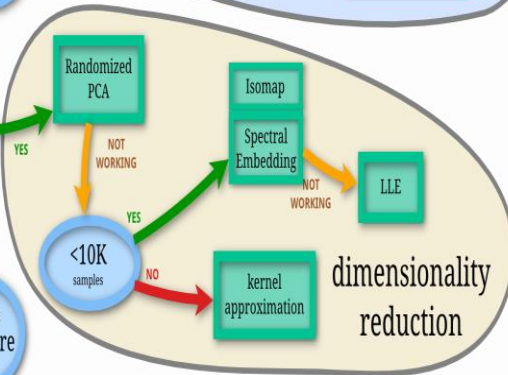 Randomized
PCA
YES
NOT
WORKING
Isomap
Spectral
Embedding
NOT
WORKING
LLE
YES
<10K
samples
NO
kernel
approximation
dimensionality
reduction